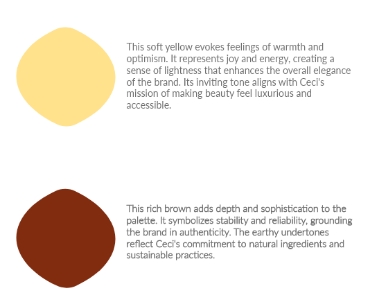 This soft yellow evokes feelings of warmth and
optimism. It represents joy and energy, creating a
sense of lightness that enhances the overall elegance
of the brand. Its inviting tone aligns with Ceci's
mission of making beauty feel luxurious and
accessible.
This rich brown adds depth and sophistication to the
palette. It symbolizes stability and reliability, grounding
the brand in authenticity. The earthy undertones
reflect Ceci's commitment to natural ingredients and
sustainable practices.